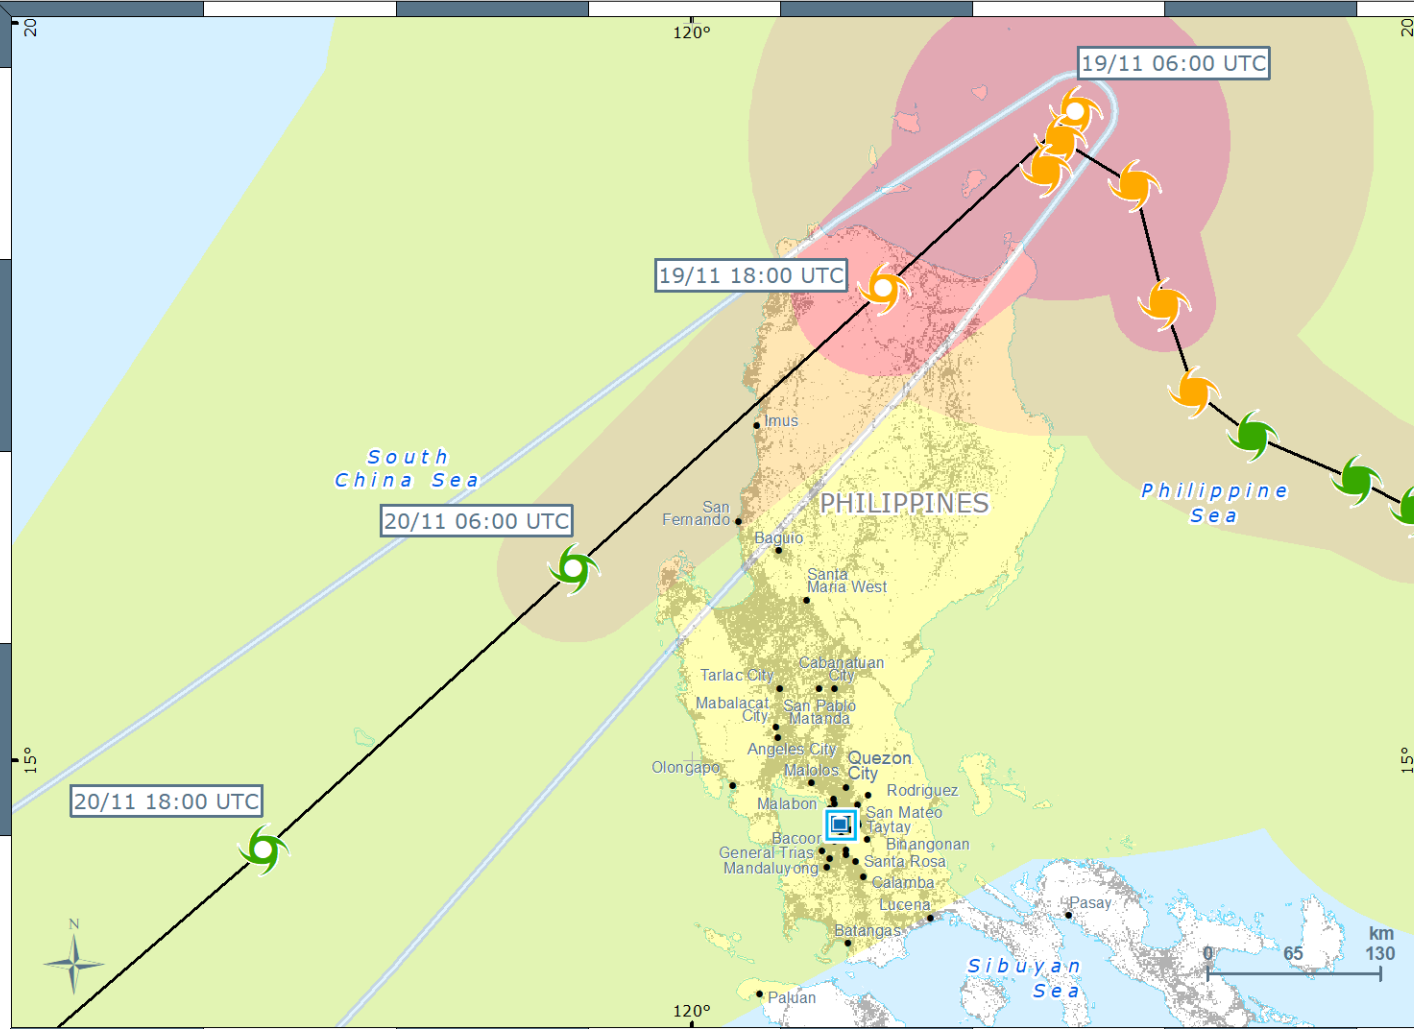 20
120°
20
19/11 06:00 UTC
19/11 18:00 UTC
Imus
South
China Sea
PHILIPPINES
Philippine
Sea
San
Fernando
20/11 06:00 UTC
Baguio
Santa
Maria West
Cabanatuan
City
Tarlac City
Mabalacat
City
San Pablo
Matanda
Angeles City
15°
15°
Olongapo
Malolos
Quezon
City
Rodriguez
20/11 18:00 UTC
Malabon
San Mateo
Taytay
Bacoor
Binangonan
General Trias
Santa Rosa
Mandaluyong
Calamba
Lucena
Pasay
N
Batangas
km
0 65 130
Sibuyan
Sea
Paluan
120°